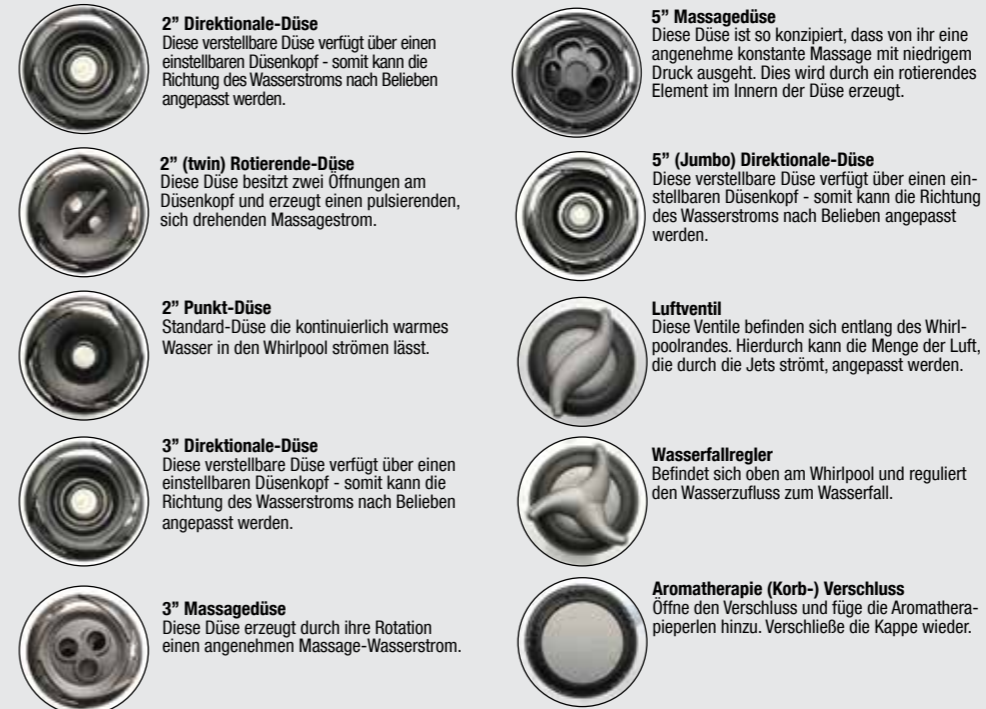 2” Direktionale-Düse
Diese verstellbare Düse verfügt über einen
einstellbaren Düsenkopf - somit kann die
Richtung des Wasserstroms nach Belieben
angepasst werden.
2” (twin) Rotierende-Düse
Diese Düse besitzt zwei Öffnungen am
Düsenkopf und erzeugt einen pulsierenden,
sich drehenden Massagestrom.
2” Punkt-Düse
Standard-Düse die kontinuierlich warmes
Wasser in den Whirlpool strömen lässt.
3” Direktionale-Düse
Diese verstellbare Düse verfügt über einen
einstellbaren Düsenkopf - somit kann die
Richtung des Wasserstroms nach Belieben
angepasst werden.
3” Massagedüse
Diese Düse erzeugt durch ihre Rotation
einen angenehmen Massage-Wasserstrom.
5” Massagedüse
Diese Düse ist so konzipiert, dass von ihr eine
angenehme konstante Massage mit niedrigem
Druck ausgeht. Dies wird durch ein rotierendes
Element im Innern der Düse erzeugt.
5” (Jumbo) Direktionale-Düse
Diese verstellbare Düse verfügt über einen ein-
stellbaren Düsenkopf - somit kann die Richtung
des Wasserstroms nach Belieben angepasst
werden.
Luftventil
Diese Ventile befinden sich entlang des Whirl-
poolrandes. Hierdurch kann die Menge der Luft,
die durch die Jets strömt, angepasst werden.
Wasserfallregler
Befindet sich oben am Whirlpool und reguliert
den Wasserzufluss zum Wasserfall.
Aromatherapie (Korb-) Verschluss
Öffne den Verschluss und füge die Aromathera-
pieperlen hinzu. Verschließe die Kappe wieder.